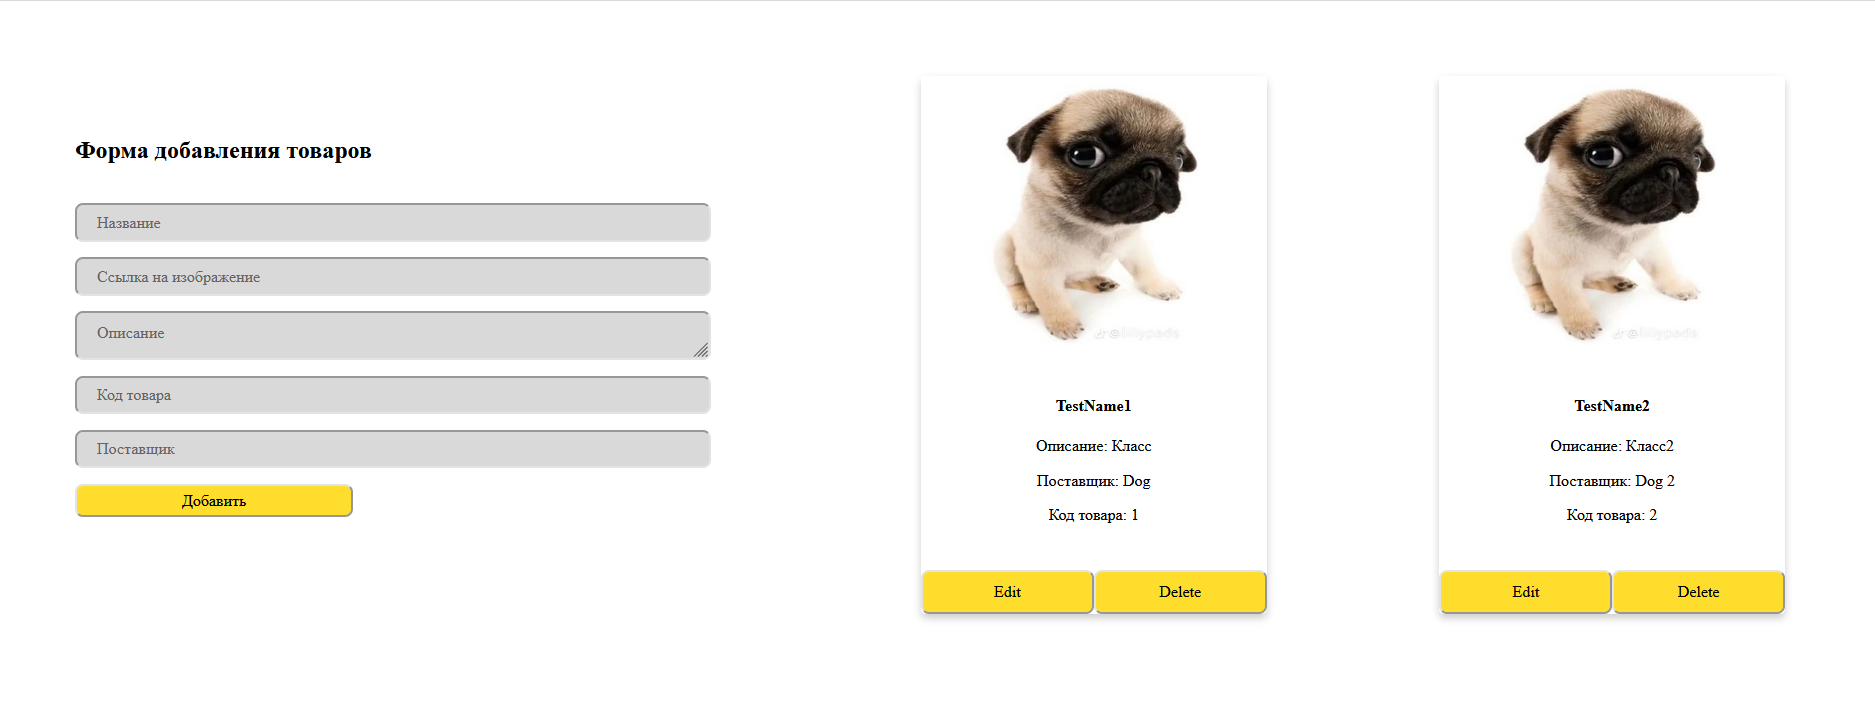 Форма добавления товаров
Название
Ссылка на изображение
Описание
Код товара
Поставщик
Добавить
TestName1
Описание: Класс
Поставщик: Dog
Код товара: 1
Edit
Delete
TestName2
Описание: Класс2
Поставщик: Dog 2
Код товара: 2
Edit
Delete